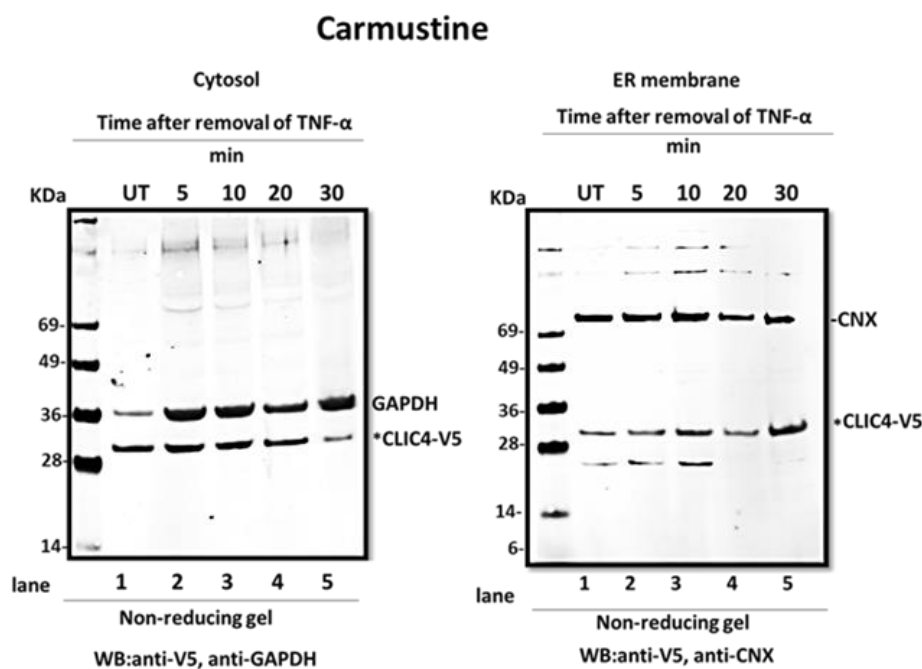 Carmustine
Cytosol
Time after removal of TNF-α
min
KDa UT 5 10 20 30
69-
49-
36-
28-
14-
GAPDH
*CLIC4-V5
lane 1 2 3 4 5
Non-reducing gel
WB:anti-V5, anti-GAPDH
ER membrane
Time after removal of TNF-α
min
KDa UT 5 10 20 30
69-
49-
36-
28-
14-
6-
-CNX
*CLIC4-V5
lane 1 2 3 4 5
Non-reducing gel
WB:anti-V5, anti-CNX